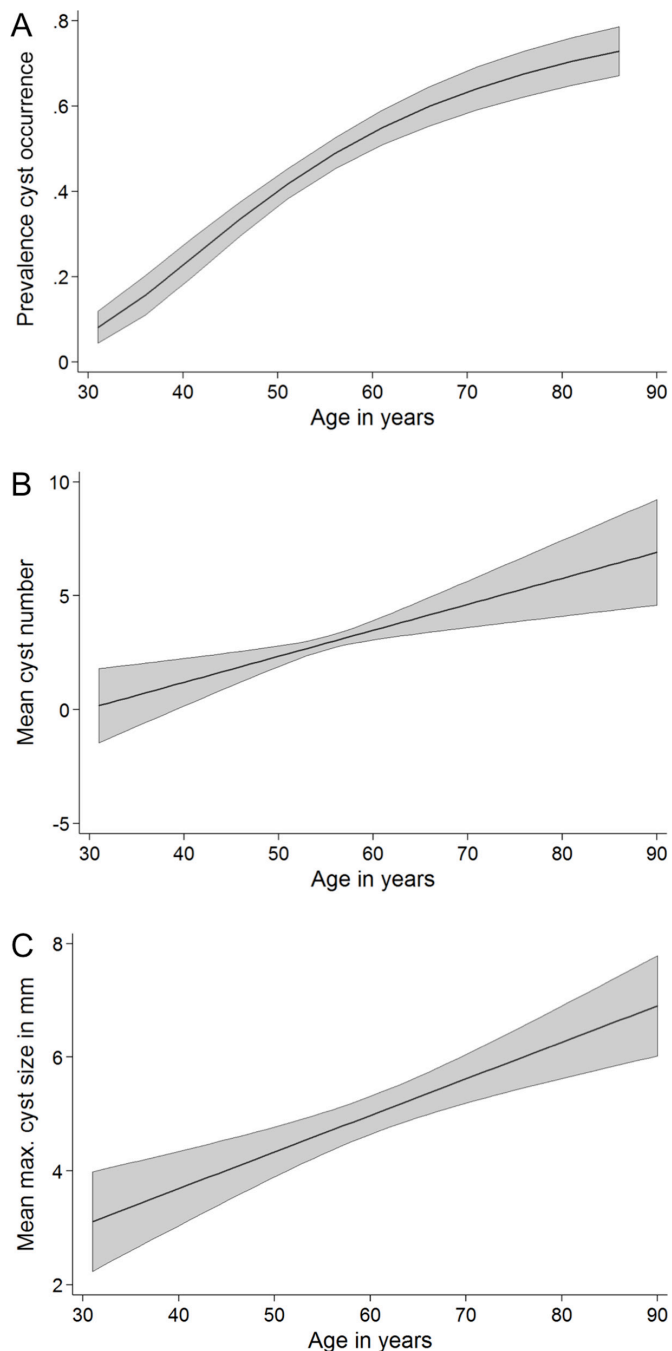 A
Prevalence cyst occurrence
.8
.6
.4
.2
0
30 40 50 60 70 80 90
Age in years
B
Mean cyst number
10
5
0
-5
30 40 50 60 70 80 90
Age in years
C
Mean max. cyst size in mm
8
6
4
2
30 40 50 60 70 80 90
Age in years